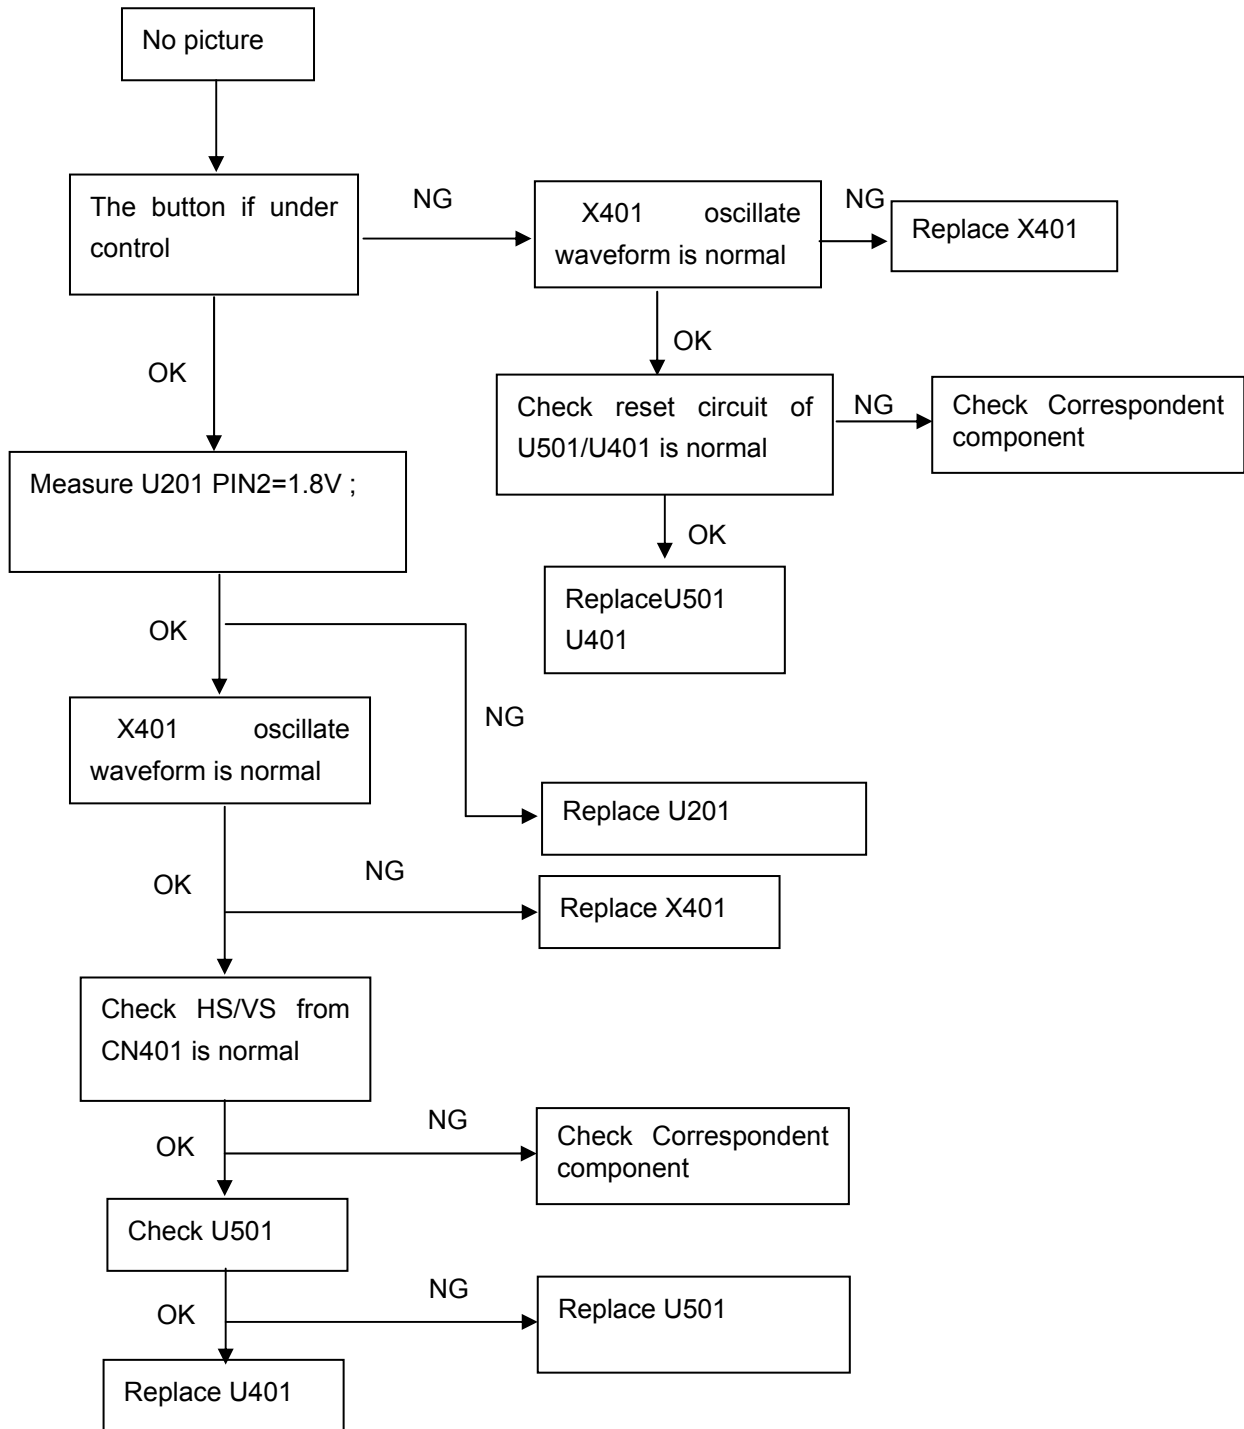 No picture
The button if under
control
NG
X401 oscillate
waveform is normal
NG
Replace X401
OK
OK
Check reset circuit of
U501/U401 is normal
NG
Check Correspondent
component
Measure U201 PIN2=1.8V ;
OK
ReplaceU501
U401
OK
NG
X401 oscillate
waveform is normal
Replace U201
OK
NG
Replace X401
Check HS/VS from
CN401 is normal
OK
NG
Check Correspondent
component
Check U501
OK
NG
Replace U501
Replace U401